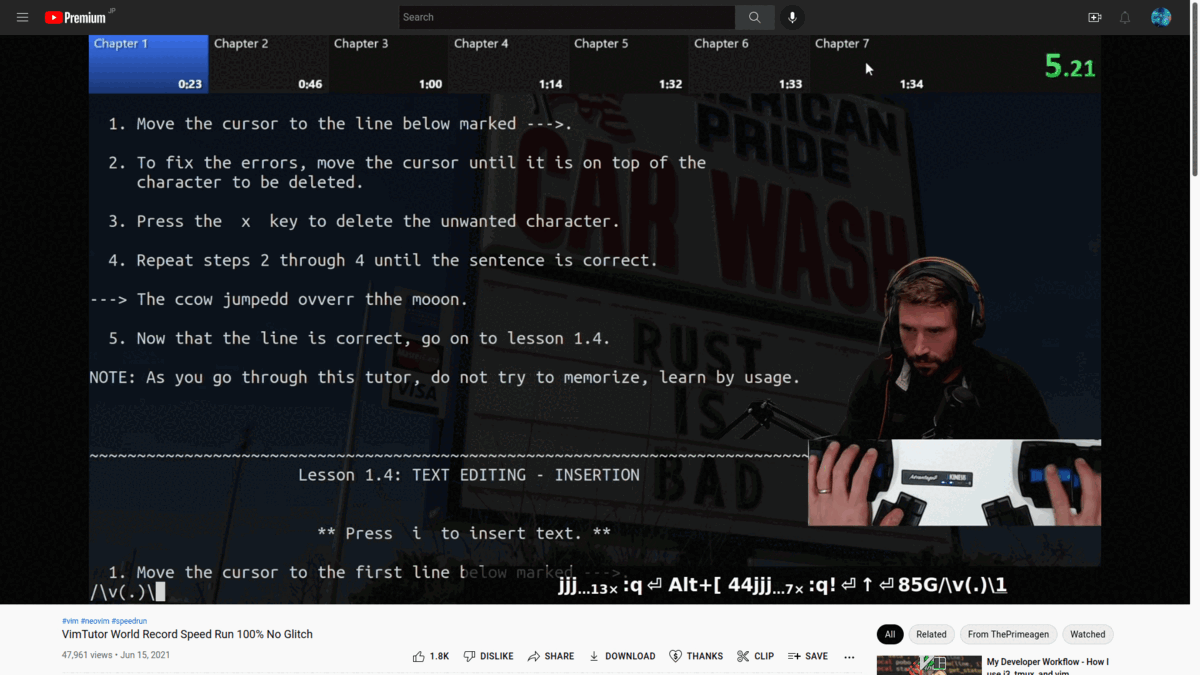 Premium JP
Search
Chapter 1
0:23
Chapter 2
0:46
Chapter 3
1:00
Chapter 4
1:14
Chapter 5
1:32
Chapter 6
1:33
Chapter 7
1:34
5.21
1. Move the cursor to the line below marked --->.
2. To fix the errors, move the cursor until it is on top of the
character to be deleted.
3. Press the x key to delete the unwanted character.
4. Repeat steps 2 through 4 until the sentence is correct.
---> The ccow jumpedd ovverr thhe mooon.
5. Now that the line is correct, go on to lesson 1.4.
NOTE: As you go through this tutor, do not try to memorize, learn by usage.
~~~~~~~~~~~~~~~~~~~~~~~~~~~~~~~~~~~~~~~~~~~~~~~~~~~~~~~~~~~~~~~~~~~~~~~~~~~~
Lesson 1.4: TEXT EDITING - INSERTION
** Press i to insert text. **
1. Move the cursor to the first line below marked --->.
/\v(.)\
AMERICAN
PRIDE
CAR WASH
RUST
IS
BAD
VISA
KINESIS
jjj…13× :q⏎ Alt+[ 44jjj…7× :q!⏎↑⏎85G/\v(.)\1
#vim #neovim #speedrun
VimTutor World Record Speed Run 100% No Glitch
47,961 views • Jun 15, 2021
1.8K
DISLIKE
SHARE
DOWNLOAD
THANKS
CLIP
SAVE
...
All
Related
From ThePrimeagen
Watched
My Developer Workflow - How I
use i3, tmux, and vim